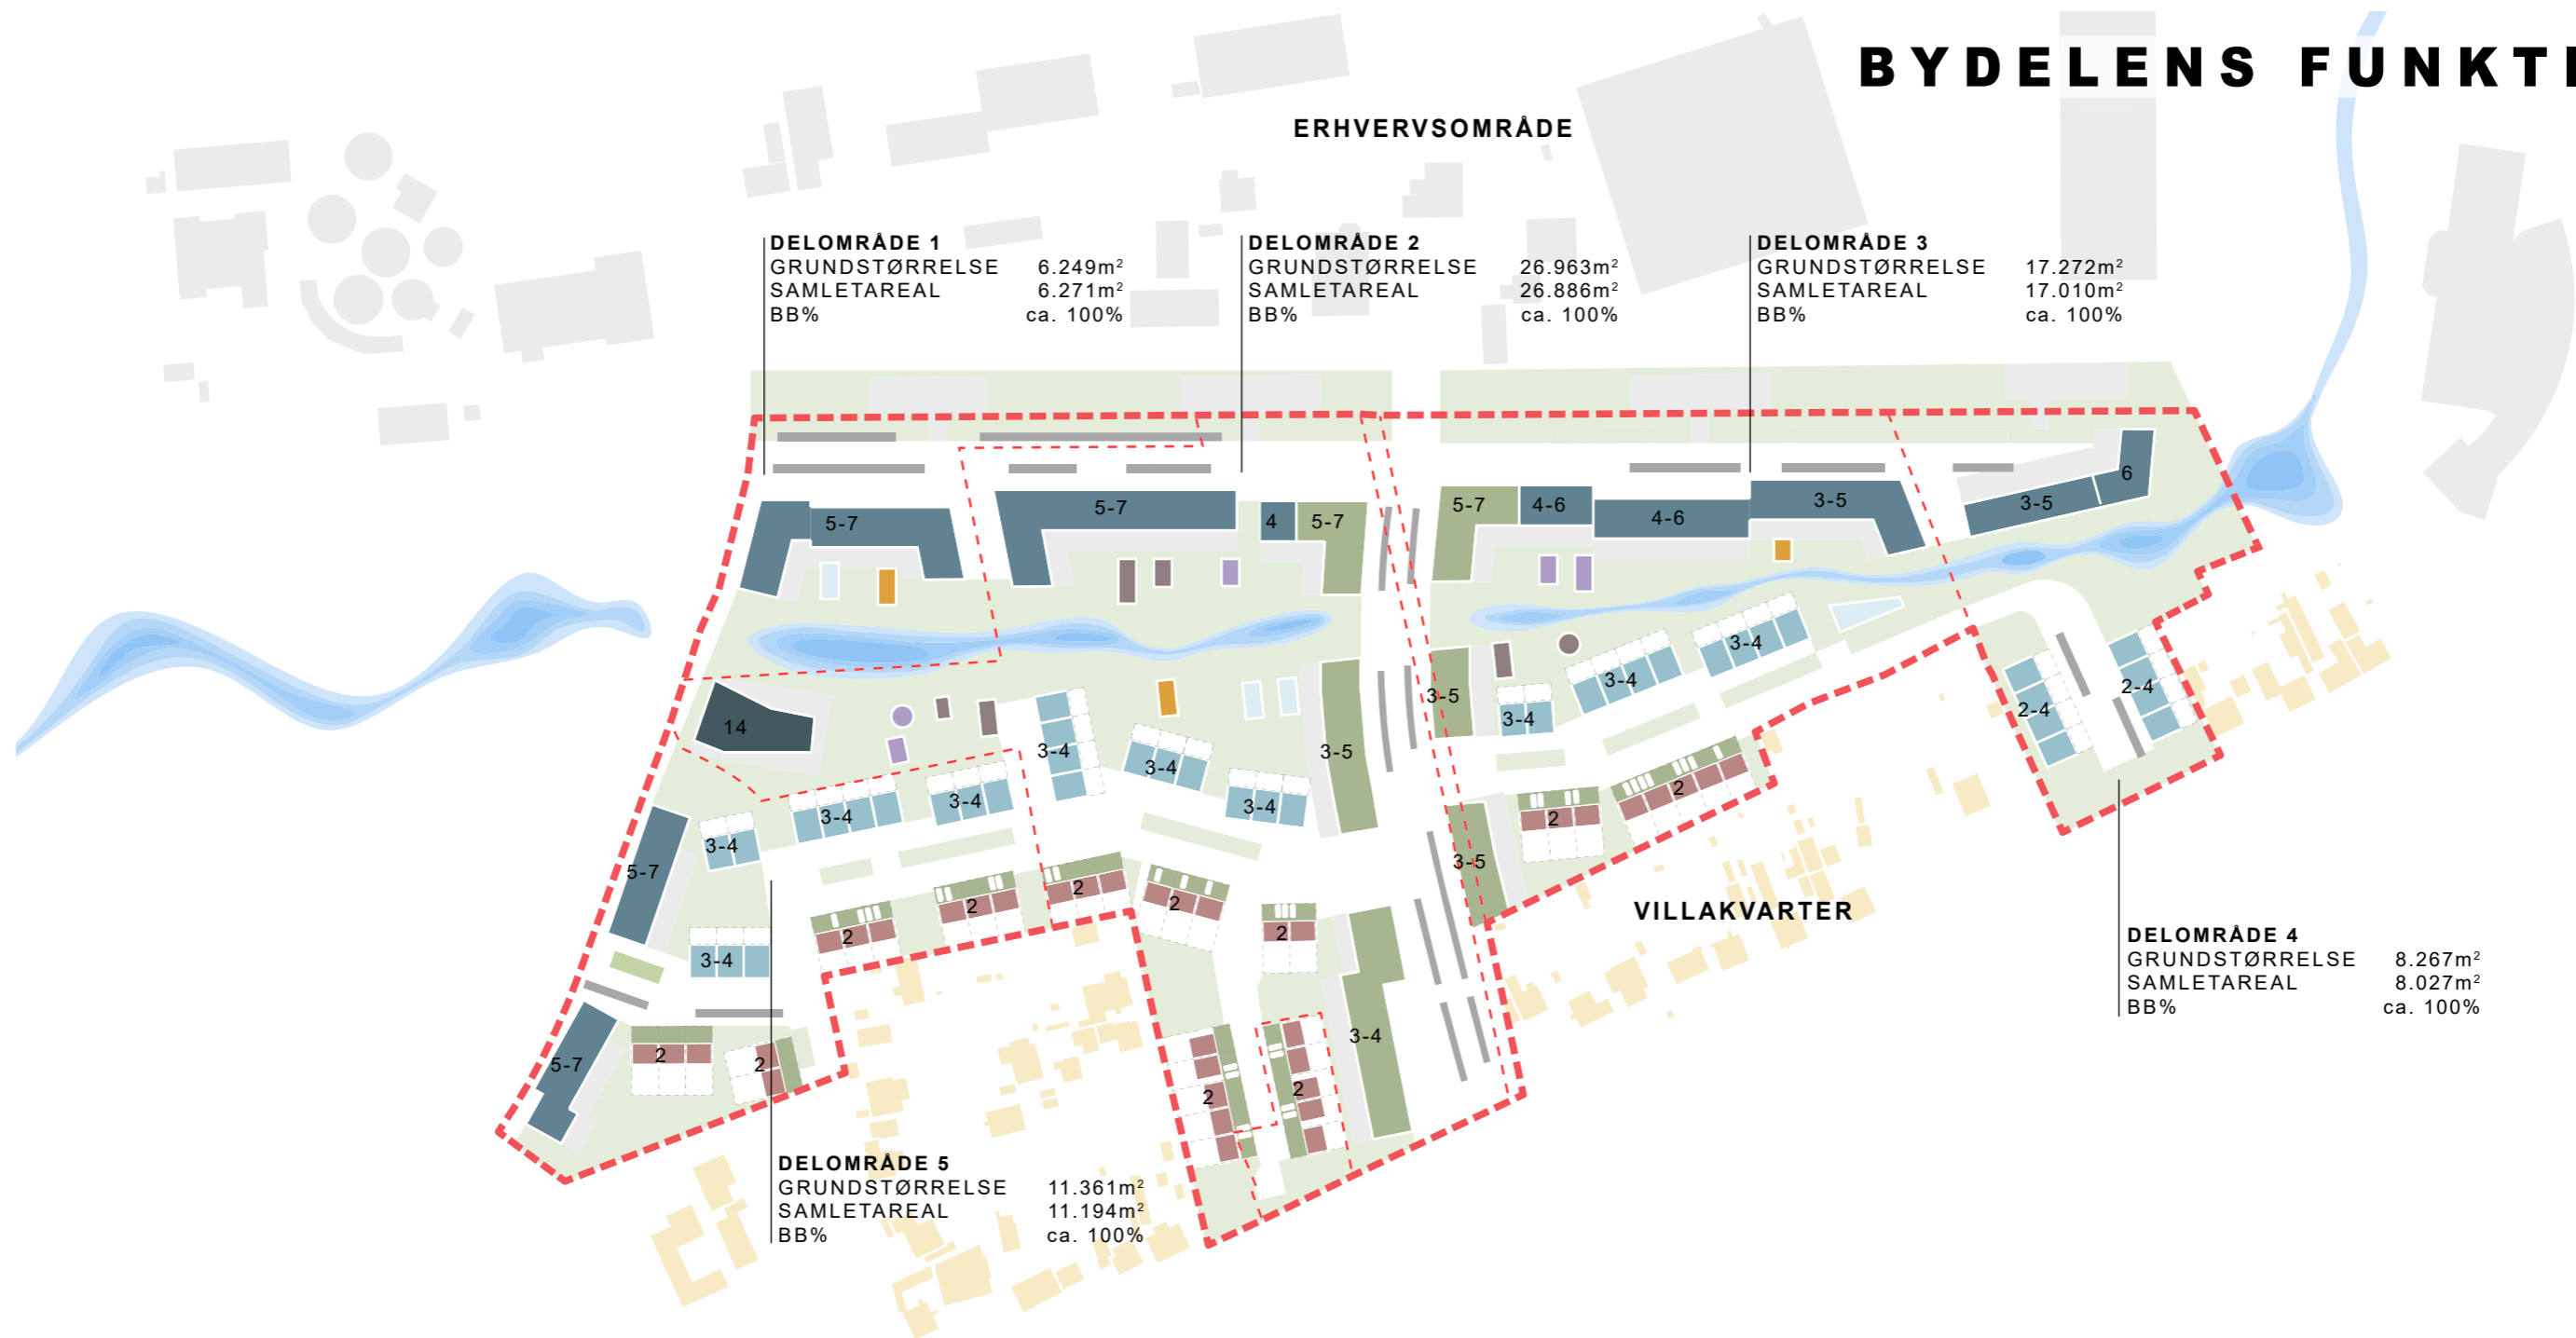 BYDELENS FUNKTI
ERHVERVSOMRÅDE
DELOMRÅDE 1
GRUNDSTØRRELSE 6.249m²
SAMLETAREAL 6.271m²
BB% ca. 100%
DELOMRÅDE 2
GRUNDSTØRRELSE 26.963m²
SAMLETAREAL 26.886m²
BB% ca. 100%
DELOMRÅDE 3
GRUNDSTØRRELSE 17.272m²
SAMLETAREAL 17.010m²
BB% ca. 100%
5-7
5-7
4
5-7
5-7
4-6
4-6
3-5
3-5
6
14
3-4
3-4
3-4
3-5
3-5
3-4
3-4
3-4
2-4
2-4
3-4
3-4
3-4
5-7
3-4
2
2
2
2
2
3-5
2
2
VILLAKVARTER
5-7
2
2
2
2
3-4
DELOMRÅDE 4
GRUNDSTØRRELSE 8.267m²
SAMLETAREAL 8.027m²
BB% ca. 100%
DELOMRÅDE 5
GRUNDSTØRRELSE 11.361m²
SAMLETAREAL 11.194m²
BB% ca. 100%